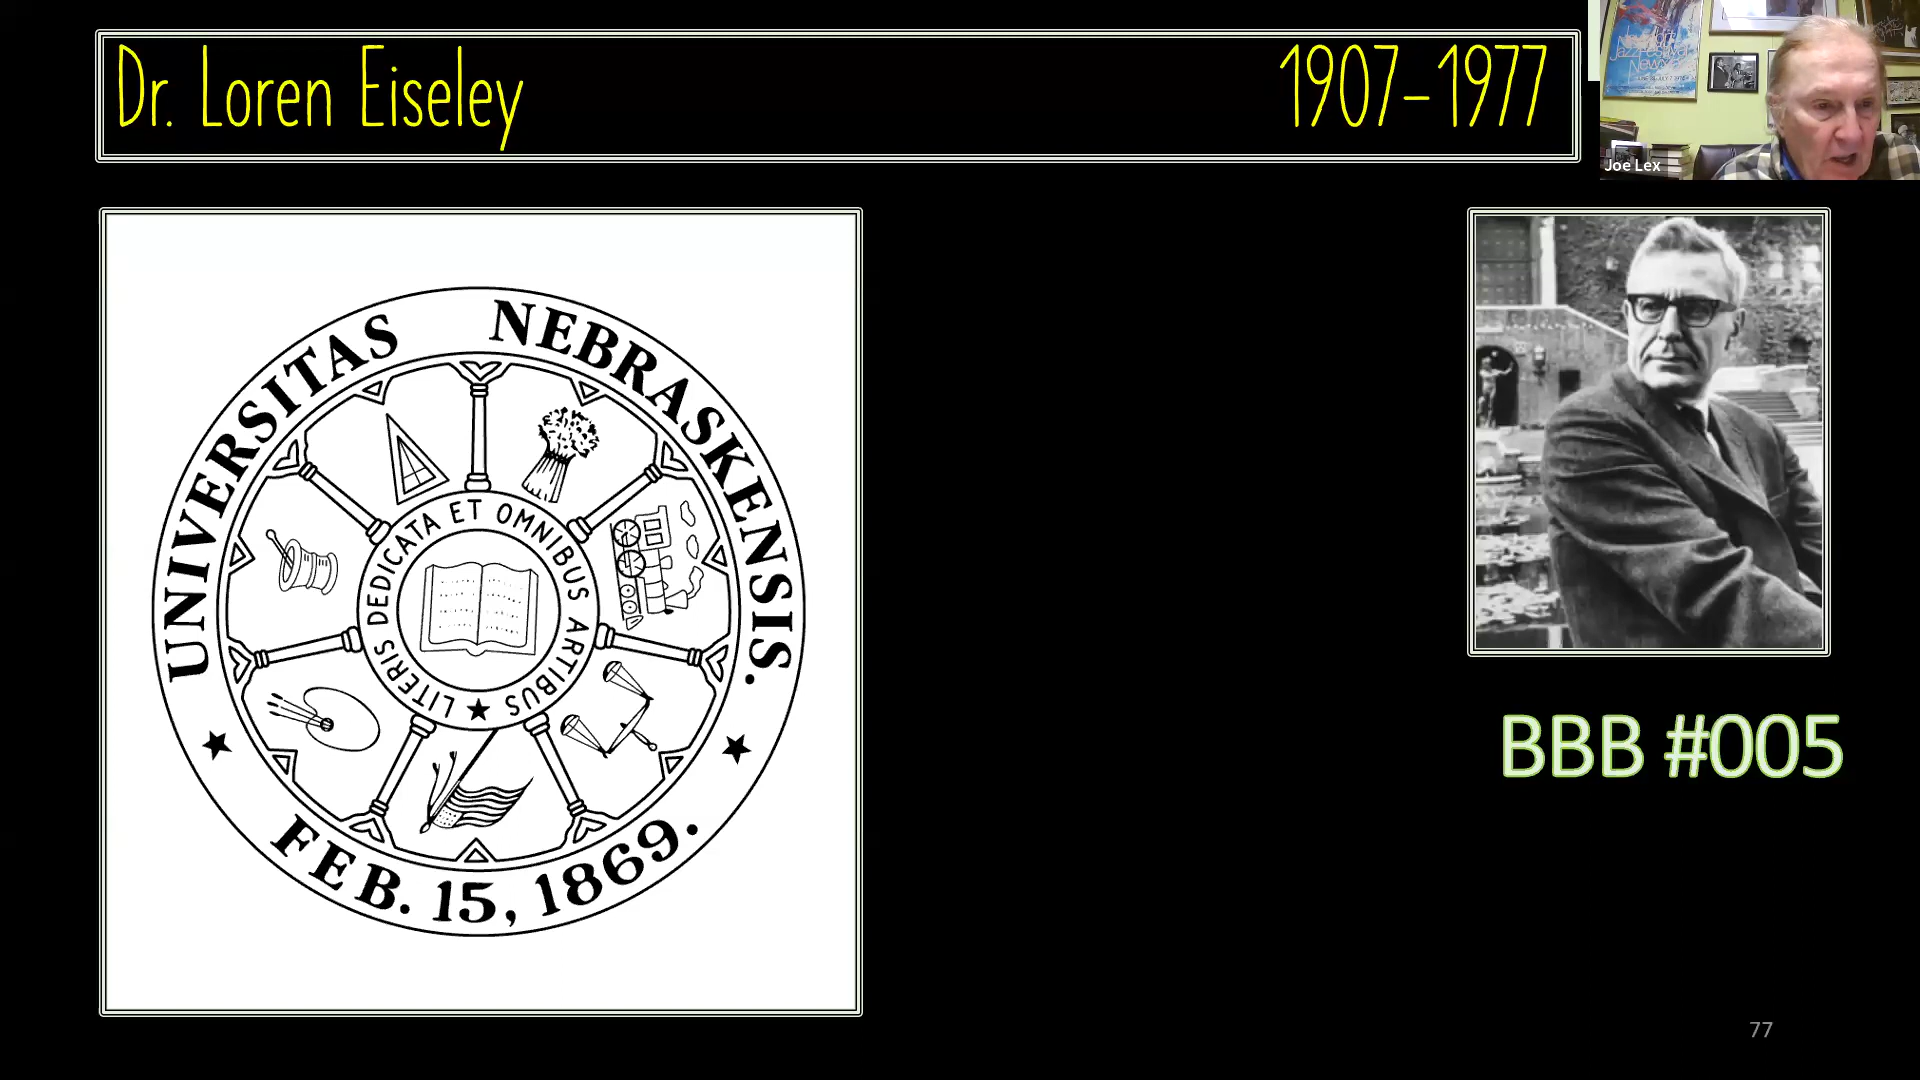 Dr. Loren Eiseley
1907-1977
Joe Lex
UNIVERSITAS NEBRASKENSIS.
LITERIS DEDICATA ET OMNIBUS ARTIBUS
FEB. 15, 1869.
BBB #005
77